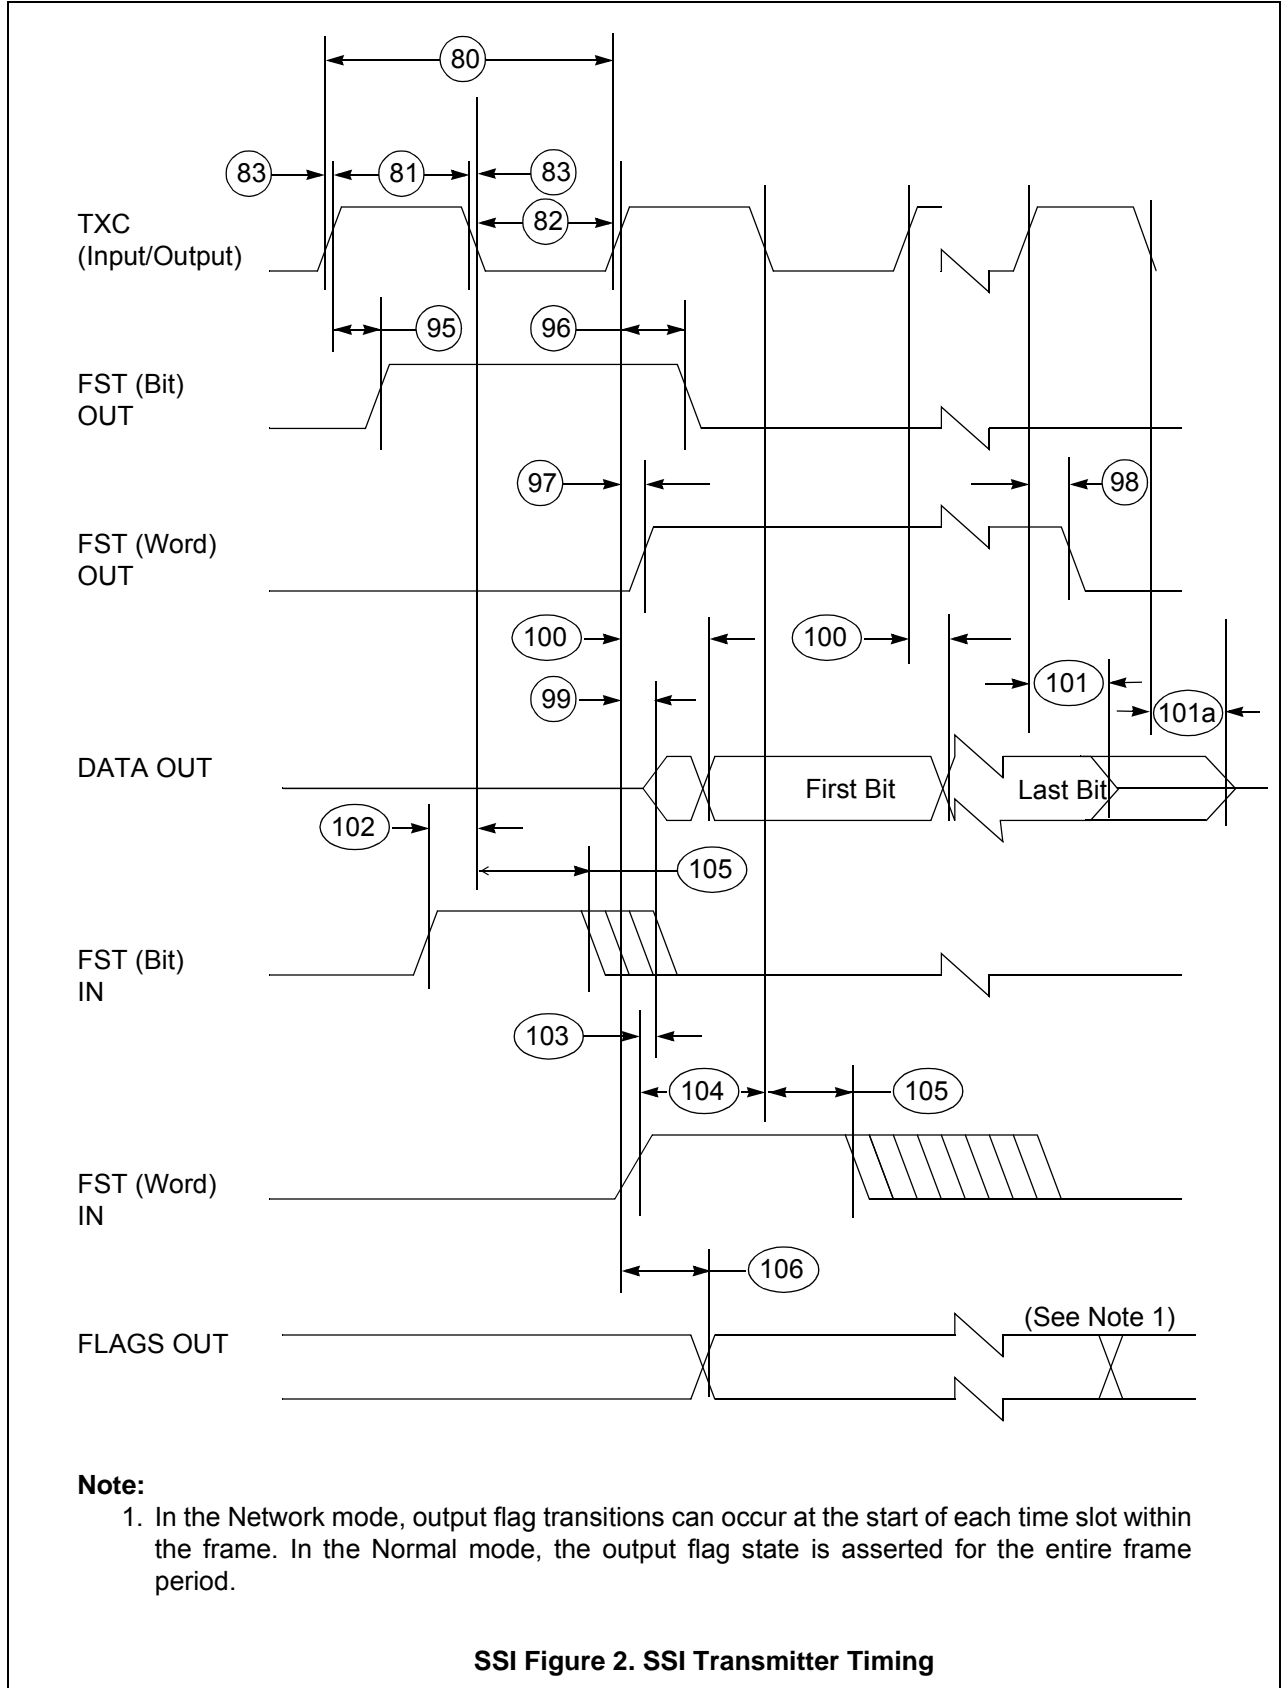 80
83
81
83
TXC
(Input/Output)
82
95
96
FST (Bit)
OUT
97
98
FST (Word)
OUT
100
100
99
101
101a
DATA OUT
First Bit
Last Bit
102
105
FST (Bit)
IN
103
104
105
FST (Word)
IN
106
(See Note 1)
FLAGS OUT
Note:
1. In the Network mode, output flag transitions can occur at the start of each time slot within
the frame. In the Normal mode, the output flag state is asserted for the entire frame
period.
SSI Figure 2. SSI Transmitter Timing